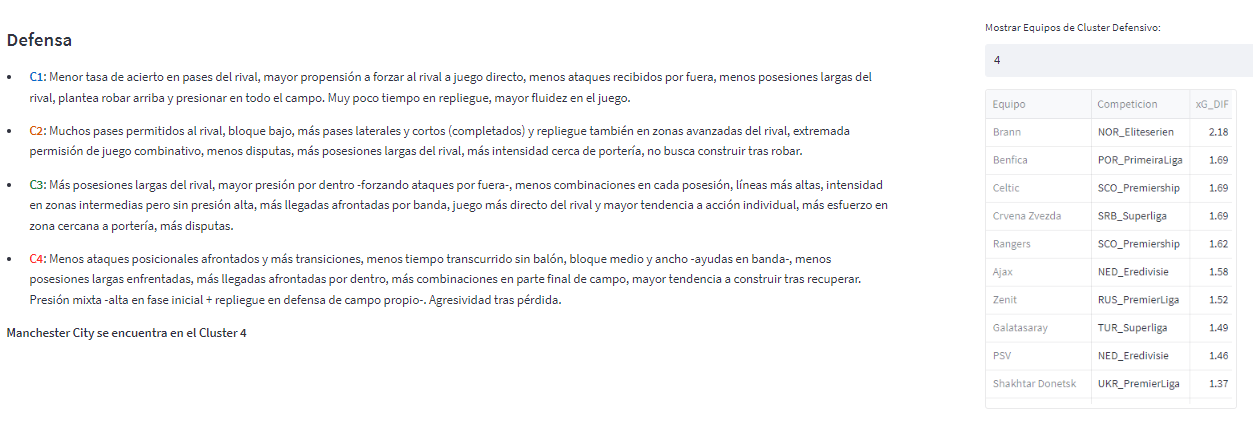 Defensa
C1: Menor tasa de acierto en pases del rival, mayor propensión a forzar al rival a juego directo, menos ataques recibidos por fuera, menos posesiones largas del
rival, plantea robar arriba y presionar en todo el campo. Muy poco tiempo en repliegue, mayor fluidez en el juego.
C2: Muchos pases permitidos al rival, bloque bajo, más pases laterales y cortos (completados) y repliegue también en zonas avanzadas del rival, extremada
permisión de juego combinativo, menos disputas, más posesiones largas del rival, más intensidad cerca de portería, no busca construir tras robar.
C3: Más posesiones largas del rival, mayor presión por dentro -forzando ataques por fuera-, menos combinaciones en cada posesión, líneas más altas, intensidad
en zonas intermedias pero sin presión alta, más llegadas afrontadas por banda, juego más directo del rival y mayor tendencia a acción individual, más esfuerzo en
zona cercana a portería, más disputas.
C4: Menos ataques posicionales afrontados y más transiciones, menos tiempo transcurrido sin balón, bloque medio y ancho -ayudas en banda-, menos
posesiones largas enfrentadas, más llegadas afrontadas por dentro, más combinaciones en parte final de campo, mayor tendencia a construir tras recuperar.
Presión mixta -alta en fase inicial + repliegue en defensa de campo propio-. Agresividad tras pérdida.
Manchester City se encuentra en el Cluster 4
Mostrar Equipos de Cluster Defensivo:
4
Equipo Competicion xG_DIF
Brann NOR_Eliteserien 2.18
Benfica POR_PrimeiraLiga 1.69
Celtic SCO_Premiership 1.69
Crvena Zvezda SRB_Superliga 1.69
Rangers SCO_Premiership 1.62
Ajax NED_Eredivisie 1.58
Zenit RUS_PremierLiga 1.52
Galatasaray TUR_Superliga 1.49
PSV NED_Eredivisie 1.46
Shakhtar Donetsk UKR_PremierLiga 1.37